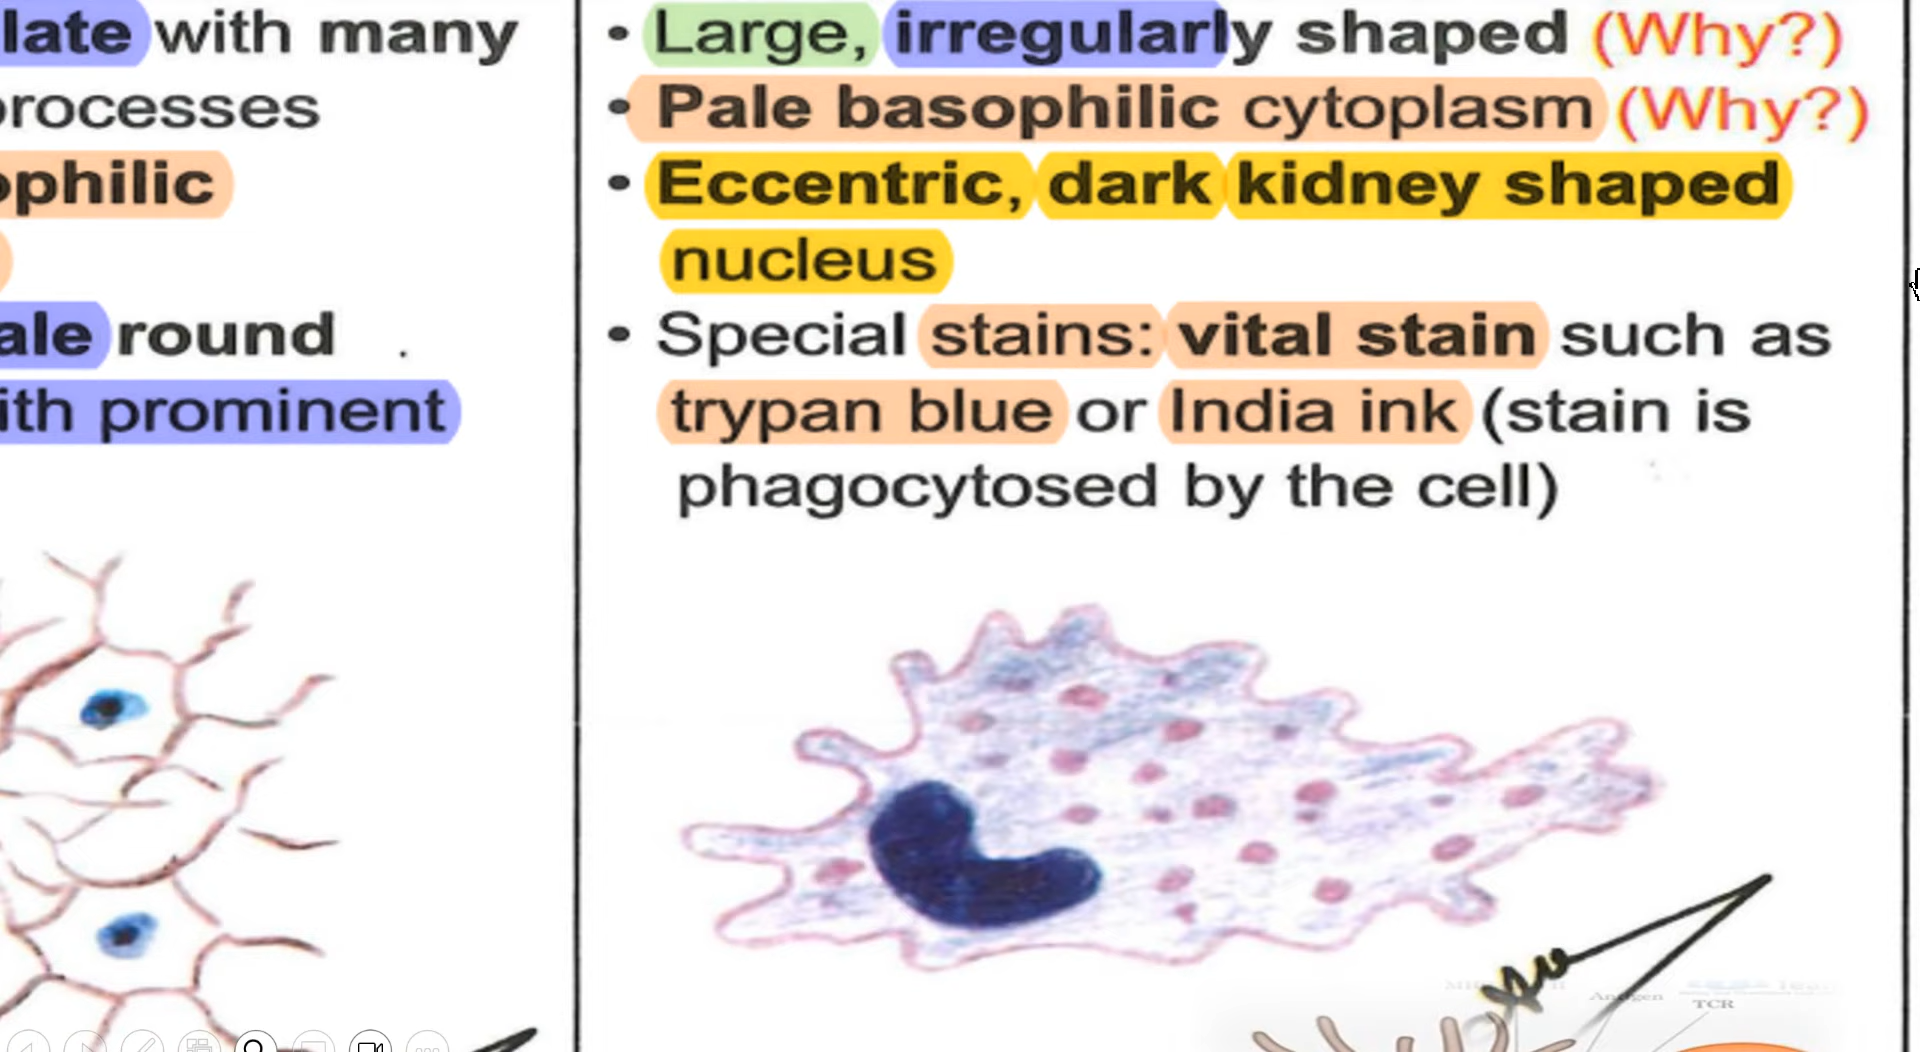 late with many
rocesses
ophilic
ale round
ith prominent
• Large, irregularly shaped (Why?)
• Pale basophilic cytoplasm (Why?)
• Eccentric, dark kidney shaped
nucleus
• Special stains: vital stain such as
trypan blue or India ink (stain is
phagocytosed by the cell)
Antigen
TCR